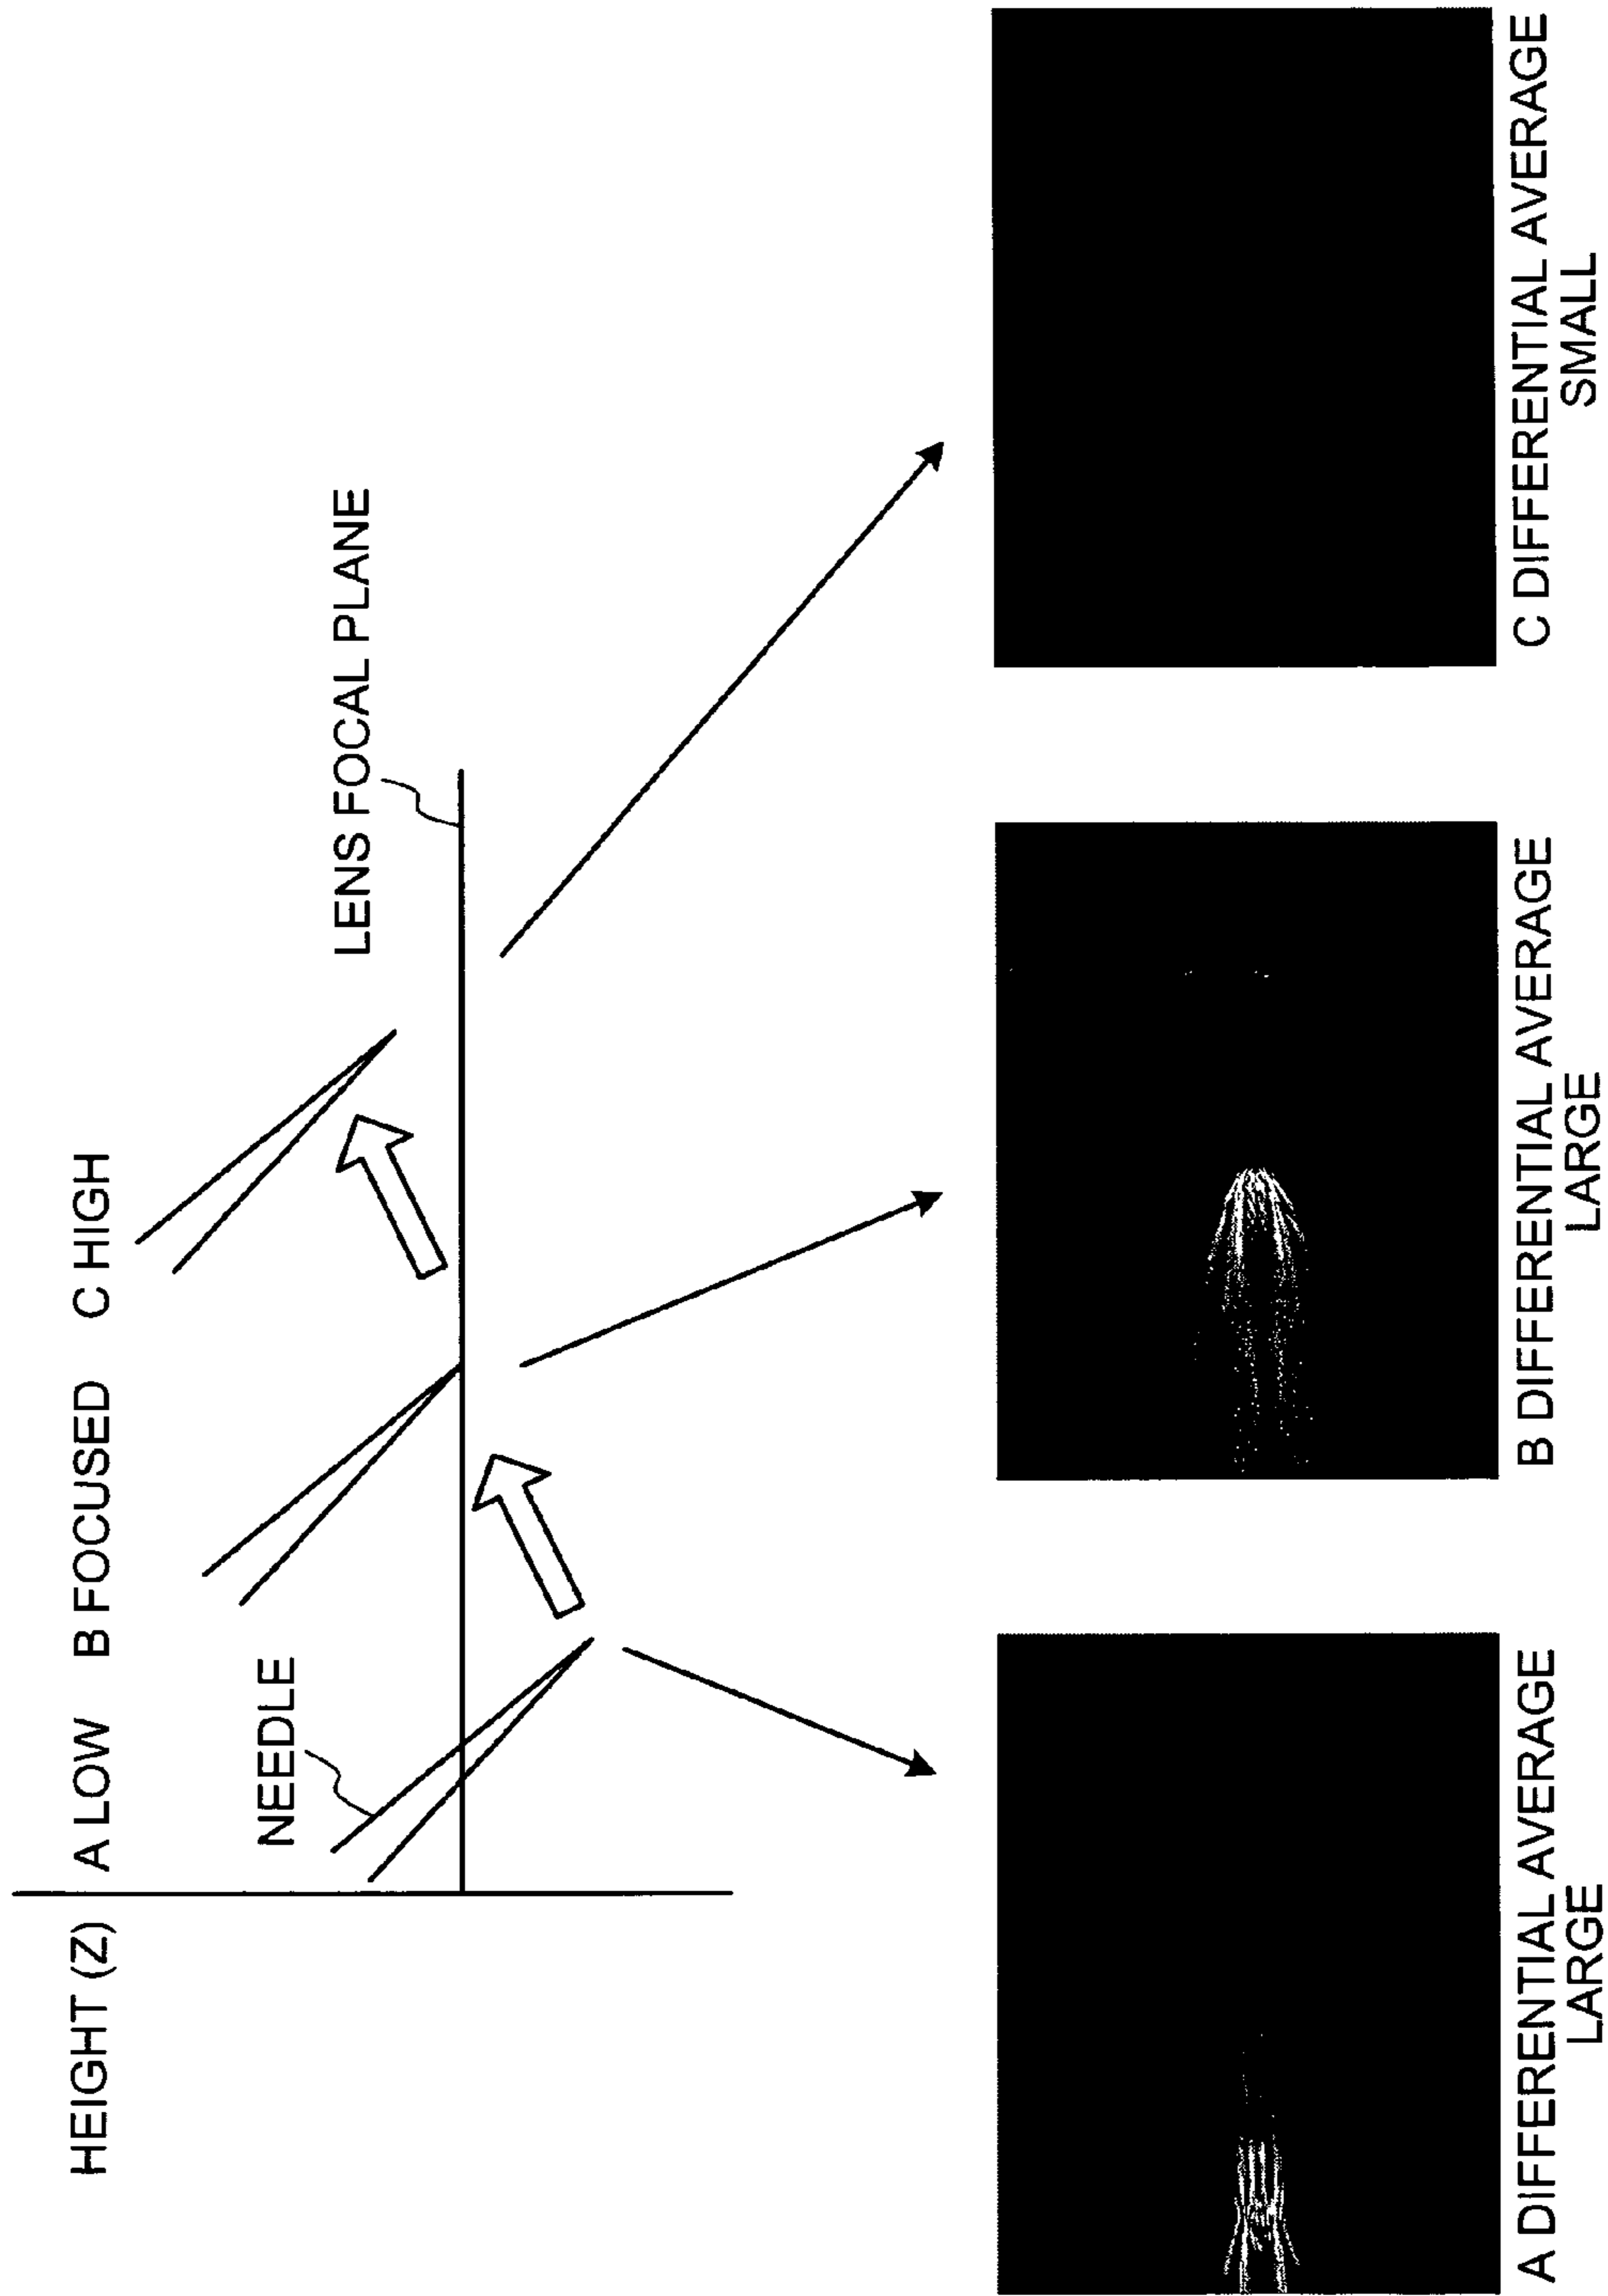 HEIGHT (Z)
A LOW B FOCUSED C HIGH
NEEDLE
LENS FOCAL PLANE
A DIFFERENTIAL AVERAGE
LARGE
B DIFFERENTIAL AVERAGE
LARGE
C DIFFERENTIAL AVERAGE
SMALL